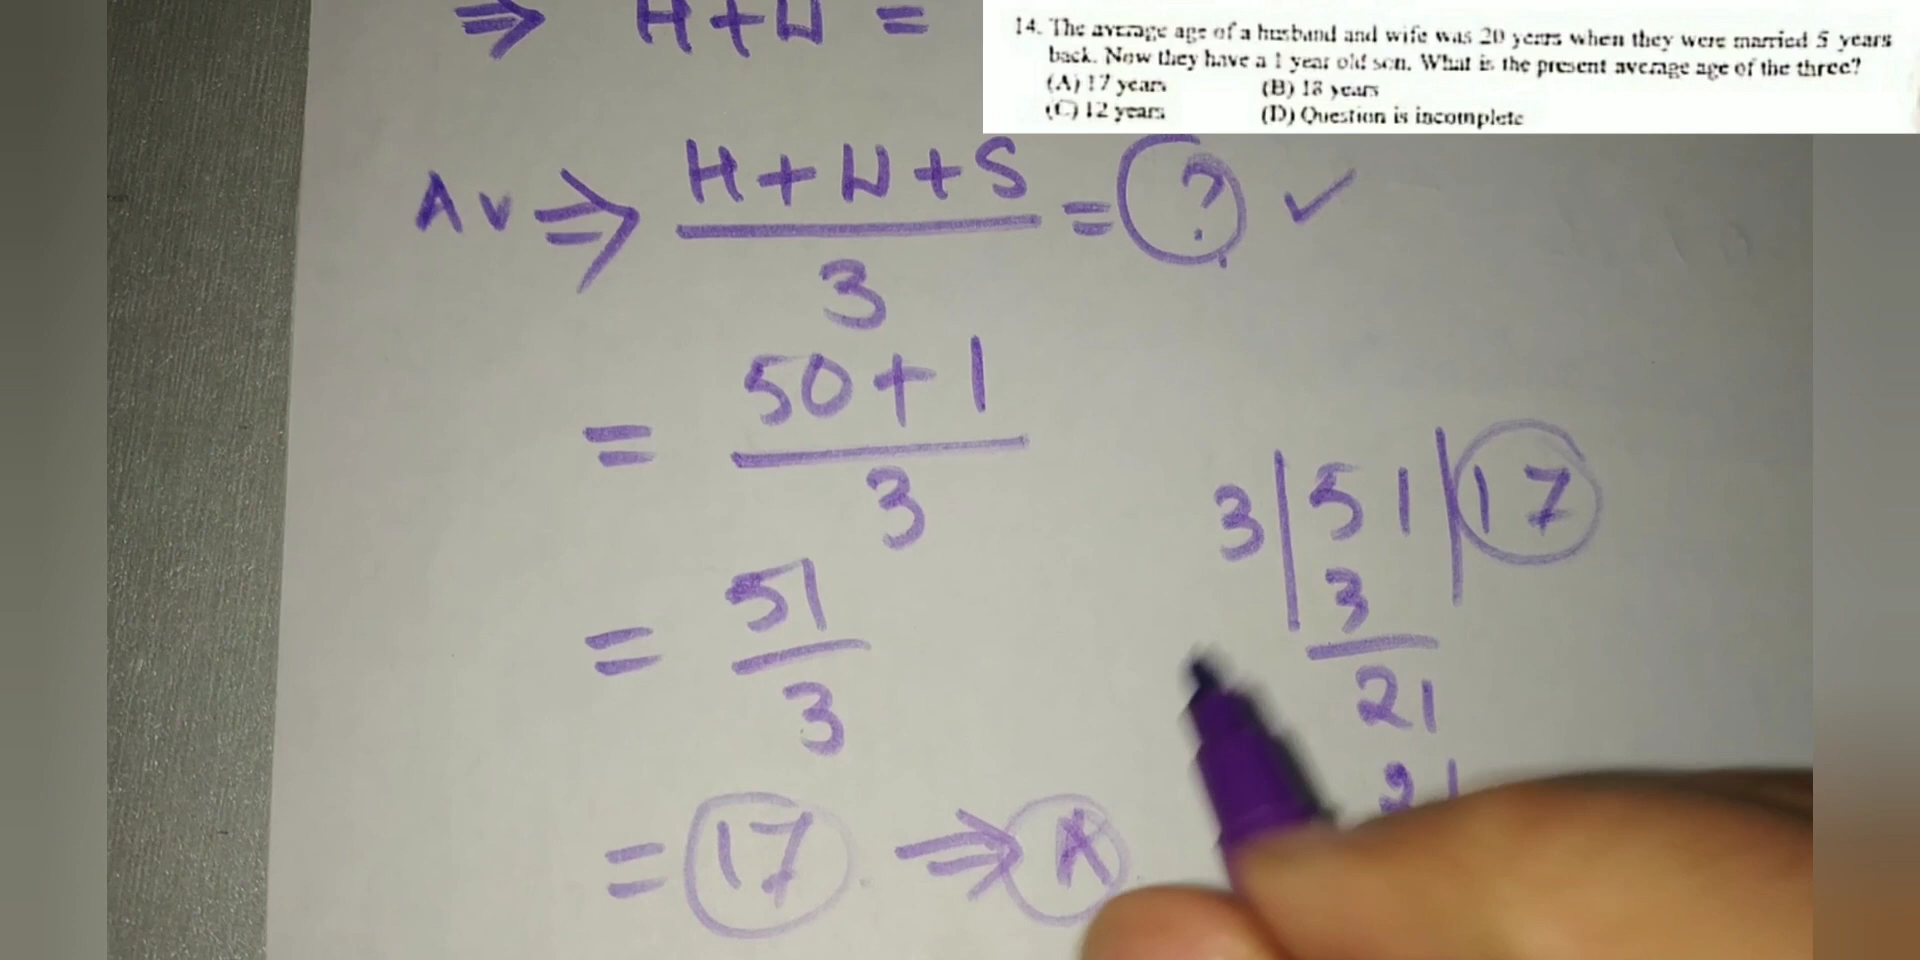 ⇒ H+W =
14. The average age of a husband and wife was 20 years when they were married 5 years
back. Now they have a 1 year old son. What is the present average age of the three?
(A) 17 years (B) 18 years
(C) 12 years (D) Question is incomplete
Av ⇒ H+W+S / 3 = ? ✓
= 50+1 / 3
3 | 51 | 17
3
= 51 / 3
21
21
= 17 ⇒ A